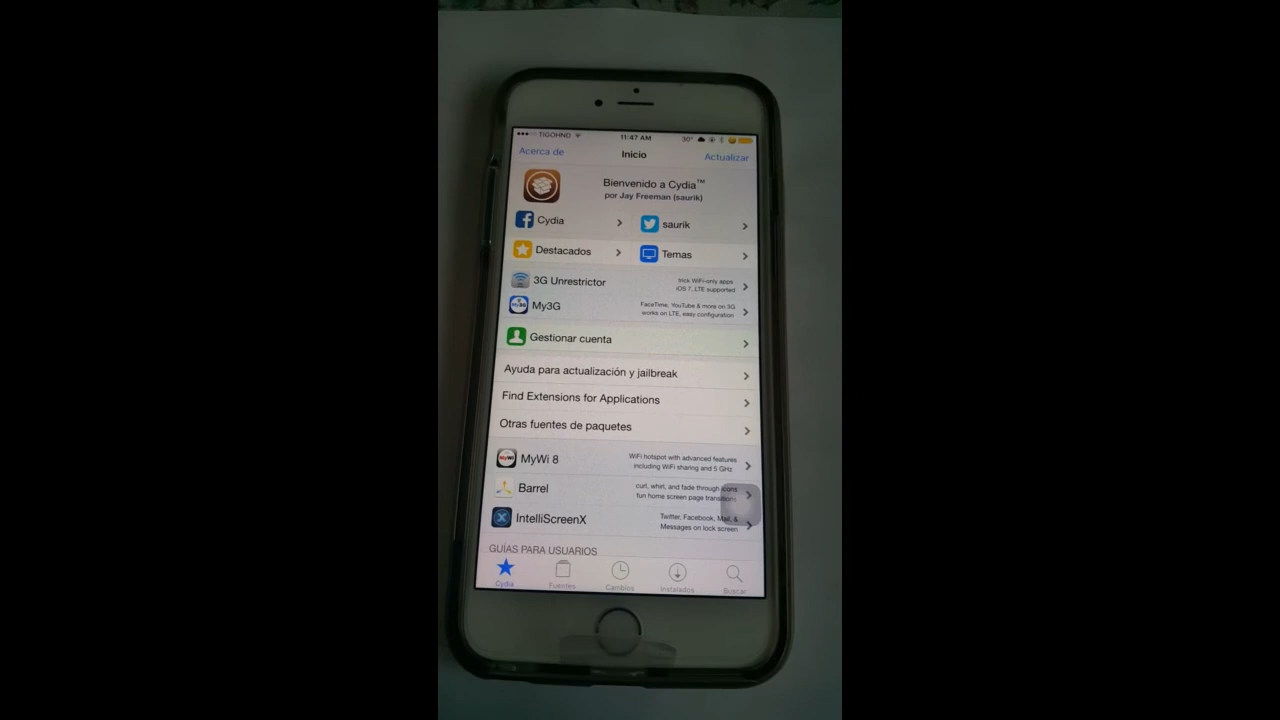 TIGOHND 11:47 AM 30°
Acerca de Inicio Actualizar
Bienvenido a Cydia™
por Jay Freeman (saurik)
Cydia saurik
Destacados Temas
3G Unrestrictor trick WiFi-only apps
iOS 7, LTE supported
My3G FaceTime, YouTube & more on 3G
works on LTE, easy configuration
Gestionar cuenta
Ayuda para actualización y jailbreak
Find Extensions for Applications
Otras fuentes de paquetes
MyWi 8 WiFi hotspot with advanced features
including WiFi sharing and 5 GHz
Barrel curl, whirl, and fade through icons
fun home screen page transitions
IntelliScreenX Twitter, Facebook, Mail, &
Messages on lock screen
GUÍAS PARA USUARIOS
Cydia Fuentes Cambios Instalados Buscar